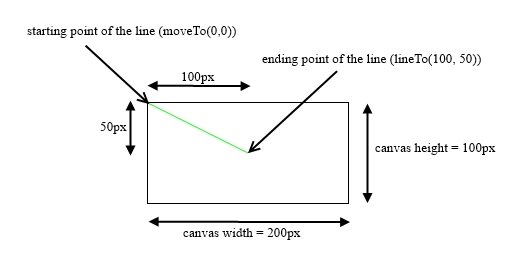 starting point of the line (moveTo(0,0))
ending point of the line (lineTo(100, 50))
100px
50px
canvas height = 100px
canvas width = 200px